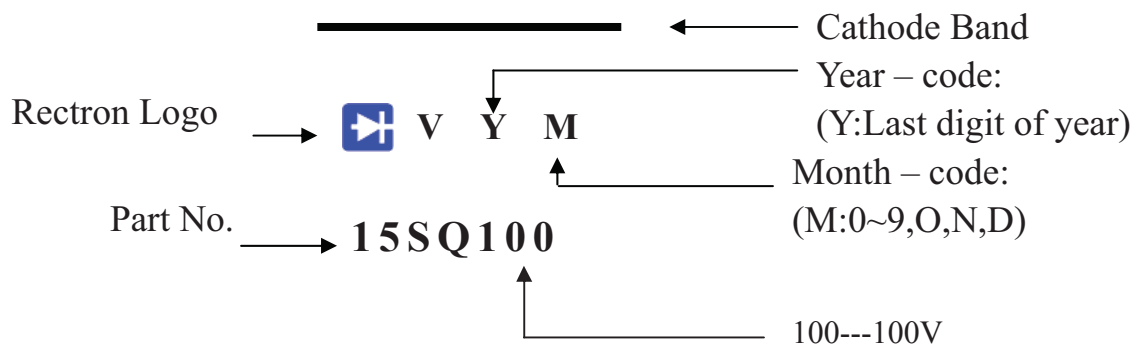 Cathode Band
Year – code:
(Y:Last digit of year)
Rectron Logo
V Y M
Month – code:
(M:0~9,O,N,D)
Part No.
15SQ100
100---100V